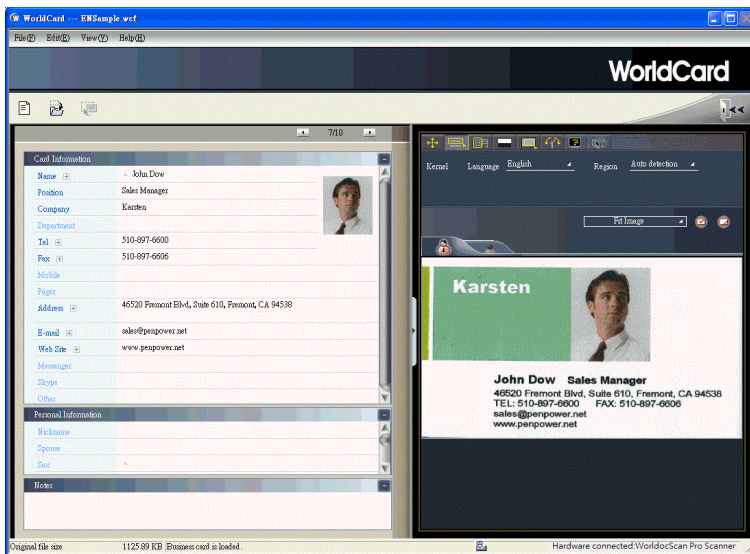 WorldCard --- ENSample.wcf
File(F) Edit(E) View(V) Help(H)
WorldCard
7/10
Card Information
Name John Dow
Position Sales Manager
Company Karsten
Department
Tel 510-897-6600
Fax 510-897-6606
Mobile
Pager
Address 46520 Fremont Blvd, Suite 610, Fremont, CA 94538
E-mail sales@penpower.net
Web Site www.penpower.net
Messenger
Skype
Other
Personal Information
Nickname
Spouse
Sex
Notes
Kernel Language English Region Auto detection
Fit Image
Karsten
John Dow Sales Manager
46520 Fremont Blvd, Suite 610, Fremont, CA 94538
TEL: 510-897-6600 FAX: 510-897-6606
sales@penpower.net
www.penpower.net
Original file size 1125.89 KB Business card is loaded. Hardware connected:WorldocScan Pro Scanner